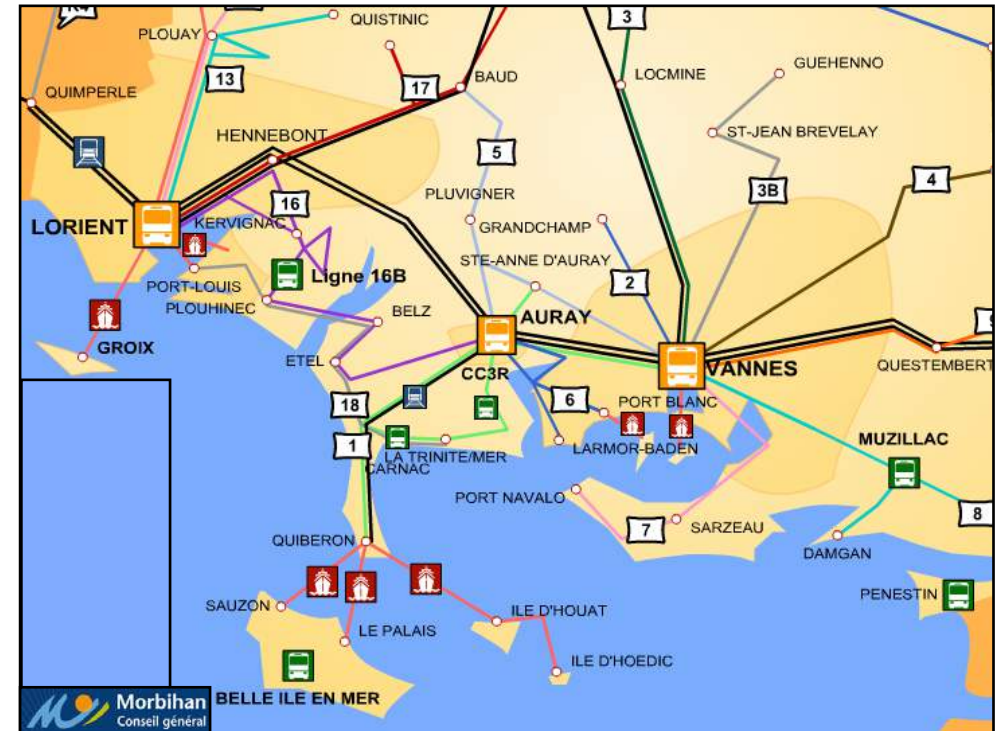 QUISTINIC
3
PLOUAY
LOCMINE
GUEHENNO
13
BAUD
17
QUIMPERLE
HENNEBONT
ST-JEAN BREVELAY
5
4
3B
PLUVIGNER
16
GRANDCHAMP
LORIENT
KERVIGNAC
STE-ANNE D'AURAY
Ligne 16B
2
PORT-LOUIS
PLOUHINEC
BELZ
AURAY
GROIX
ETEL
CC3R
VANNES
QUESTEMBERT
18
6
PORT BLANC
1
LARMOR-BADEN
MUZILLAC
LA TRINITE/MER
CARNAC
PORT NAVALO
7
SARZEAU
8
QUIBERON
DAMGAN
PENESTIN
SAUZON
ILE D'HOUAT
LE PALAIS
ILE D'HOEDIC
BELLE ILE EN MER
Morbihan
Conseil général